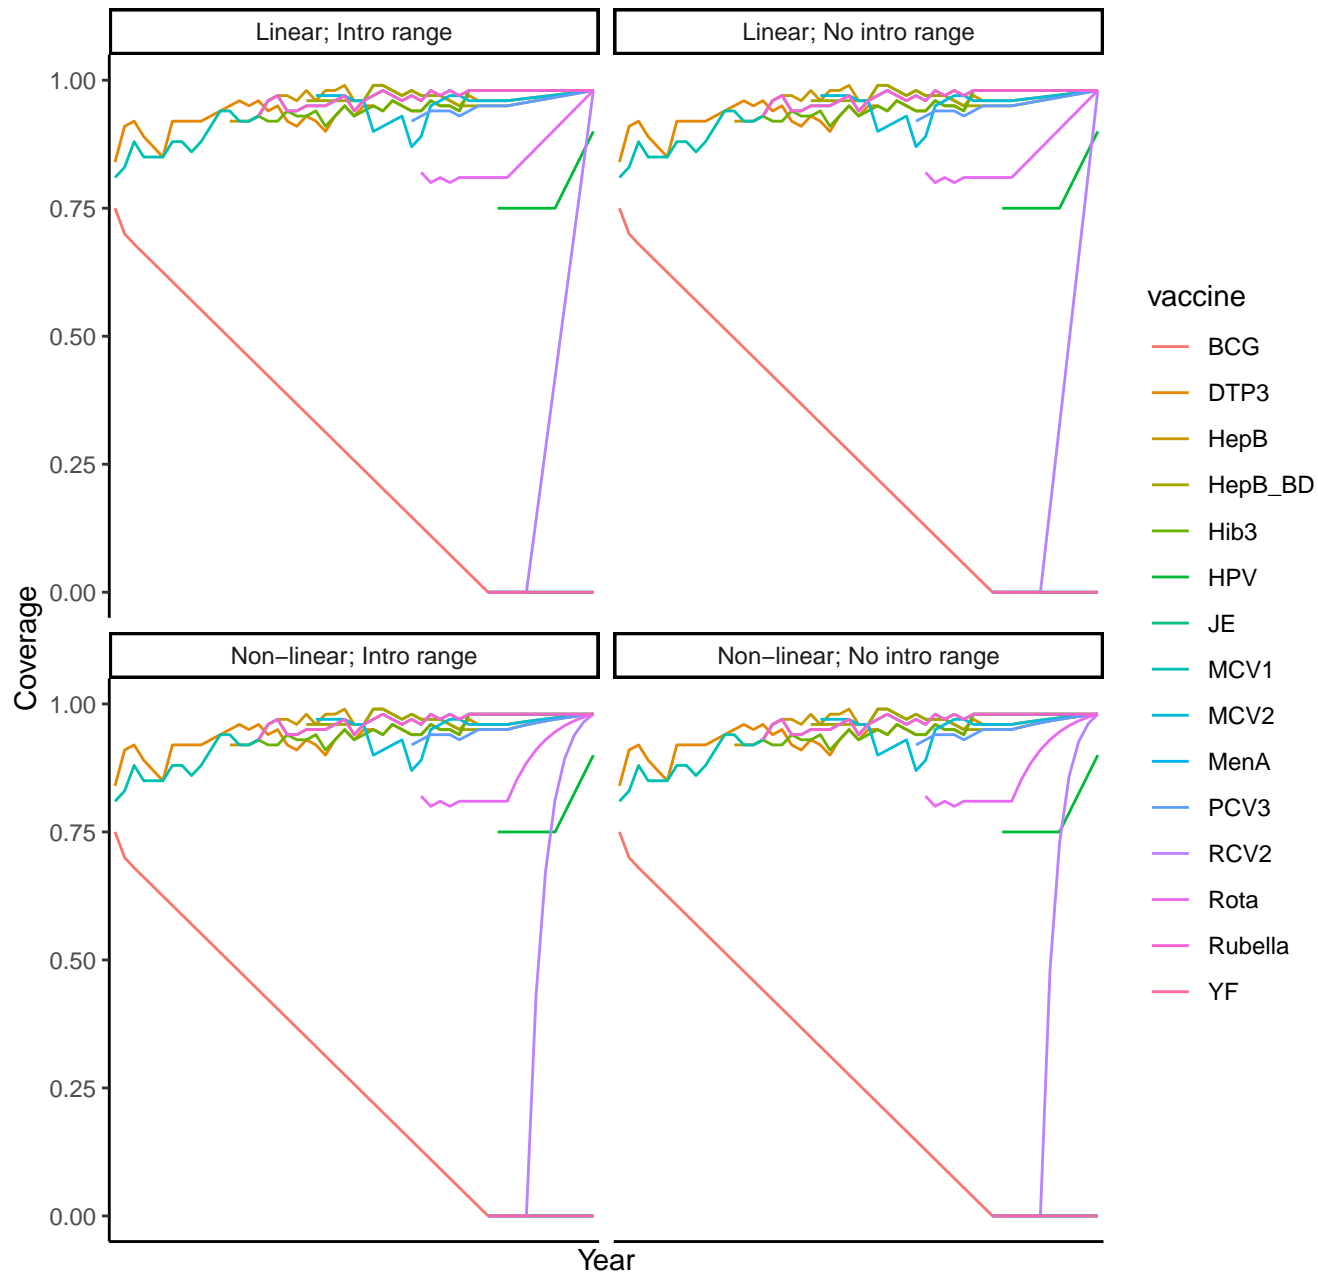 Linear; Intro range
Linear; No intro range
1.00
0.75
0.50
0.25
0.00
Non−linear; Intro range
Non−linear; No intro range
1.00
0.75
0.50
0.25
0.00
Coverage
Year
vaccine
BCG
DTP3
HepB
HepB_BD
Hib3
HPV
JE
MCV1
MCV2
MenA
PCV3
RCV2
Rota
Rubella
YF